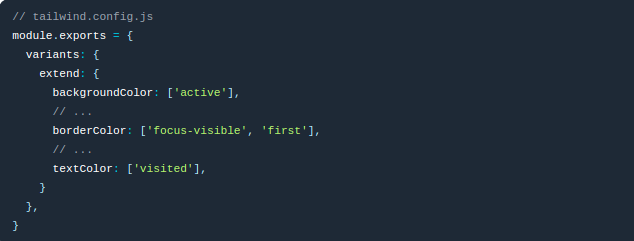 // tailwind.config.js
module.exports = {
  variants: {
    extend: {
      backgroundColor: ['active'],
      // ...
      borderColor: ['focus-visible', 'first'],
      // ...
      textColor: ['visited'],
    }
  },
}